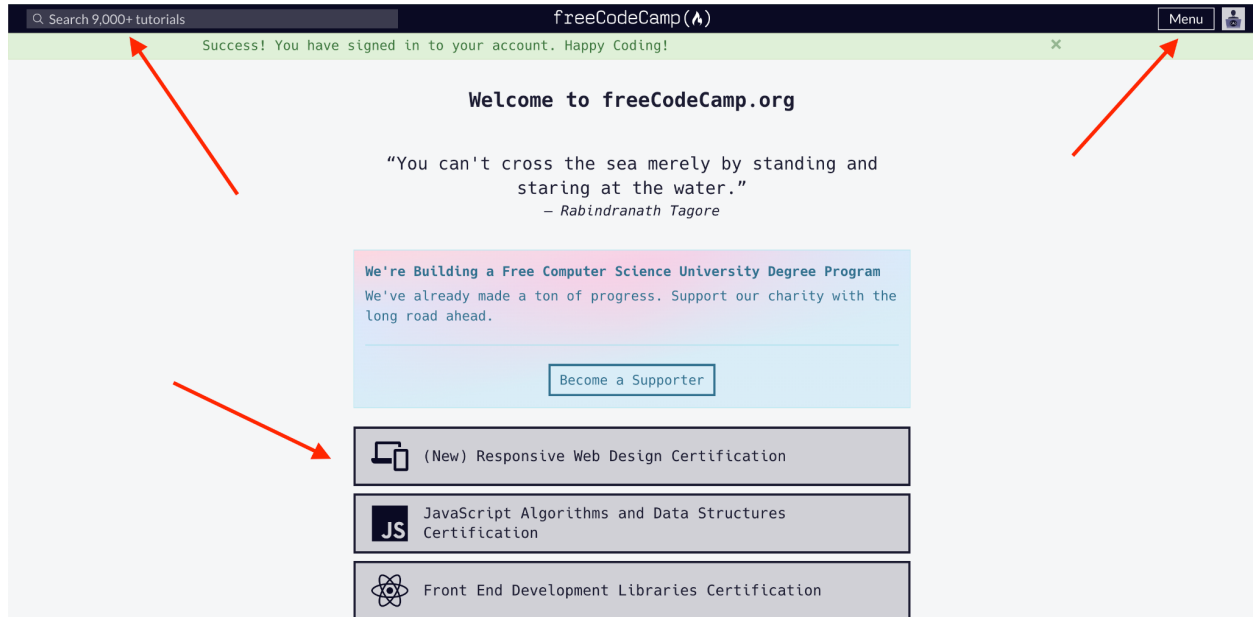 Search 9,000+ tutorials
freeCodeCamp
Menu
Success! You have signed in to your account. Happy Coding!
×
Welcome to freeCodeCamp.org
“You can't cross the sea merely by standing and
staring at the water.”
— Rabindranath Tagore
We're Building a Free Computer Science University Degree Program
We've already made a ton of progress. Support our charity with the
long road ahead.
Become a Supporter
(New) Responsive Web Design Certification
JS
JavaScript Algorithms and Data Structures
Certification
Front End Development Libraries Certification